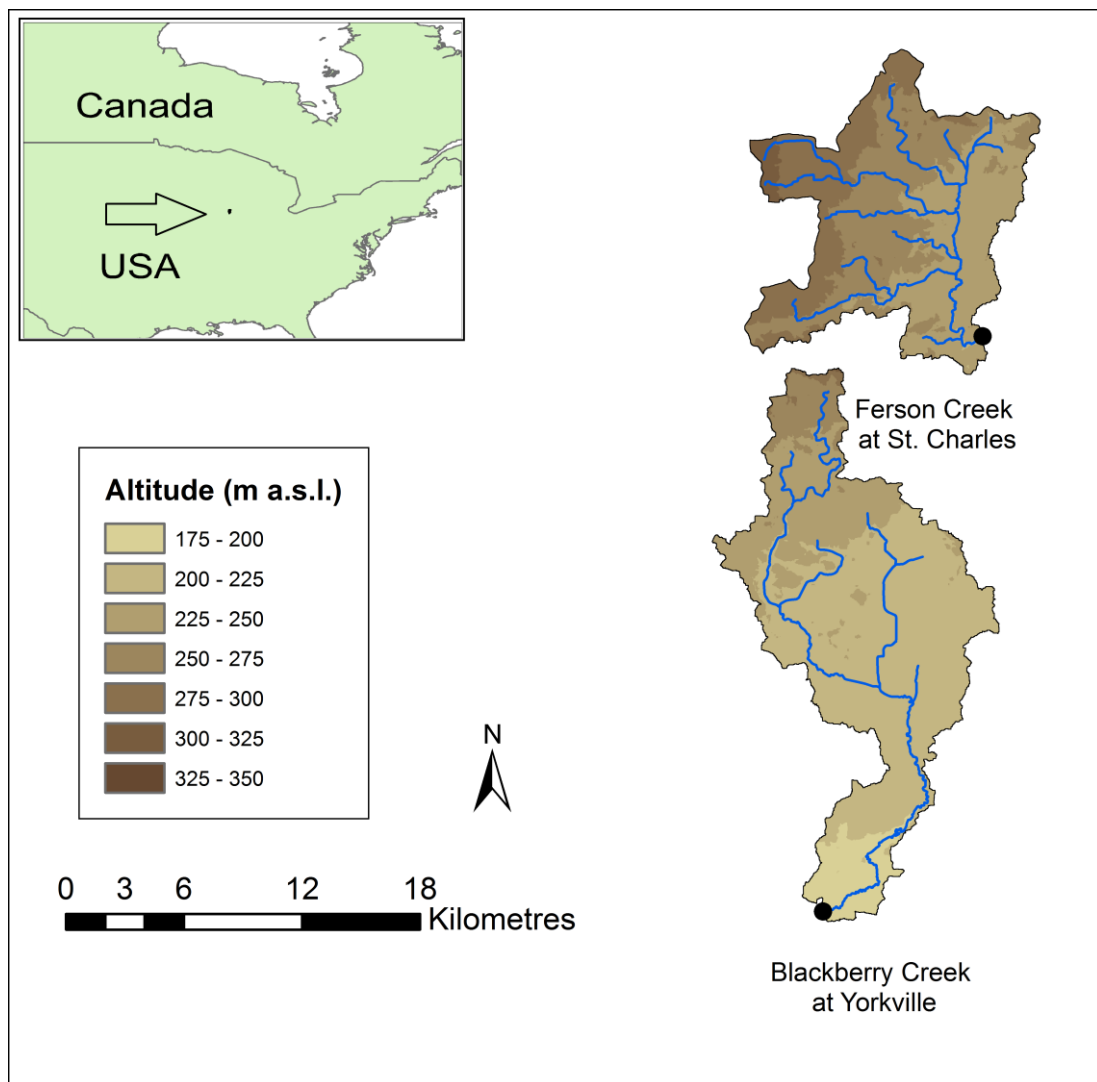 Canada
USA
Ferson Creek
at St. Charles
Altitude (m a.s.l.)
175 - 200
200 - 225
225 - 250
250 - 275
275 - 300
300 - 325
325 - 350
N
0 3 6 12 18
Kilometres
Blackberry Creek
at Yorkville